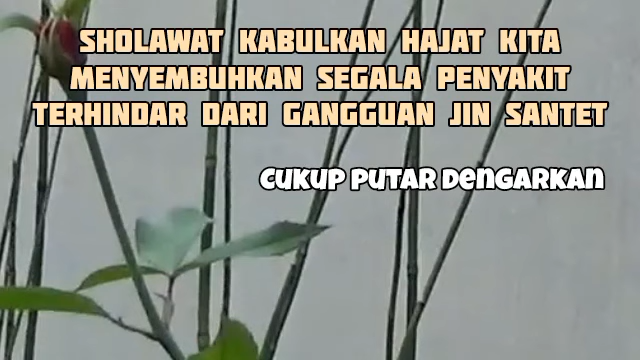 SHOLAWAT KABULKAN HAJAT KITA
MENYEMBUHKAN SEGALA PENYAKIT
TERHINDAR DARI GANGGUAN JIN SANTET
CUKUP PUTAR DENGARKAN